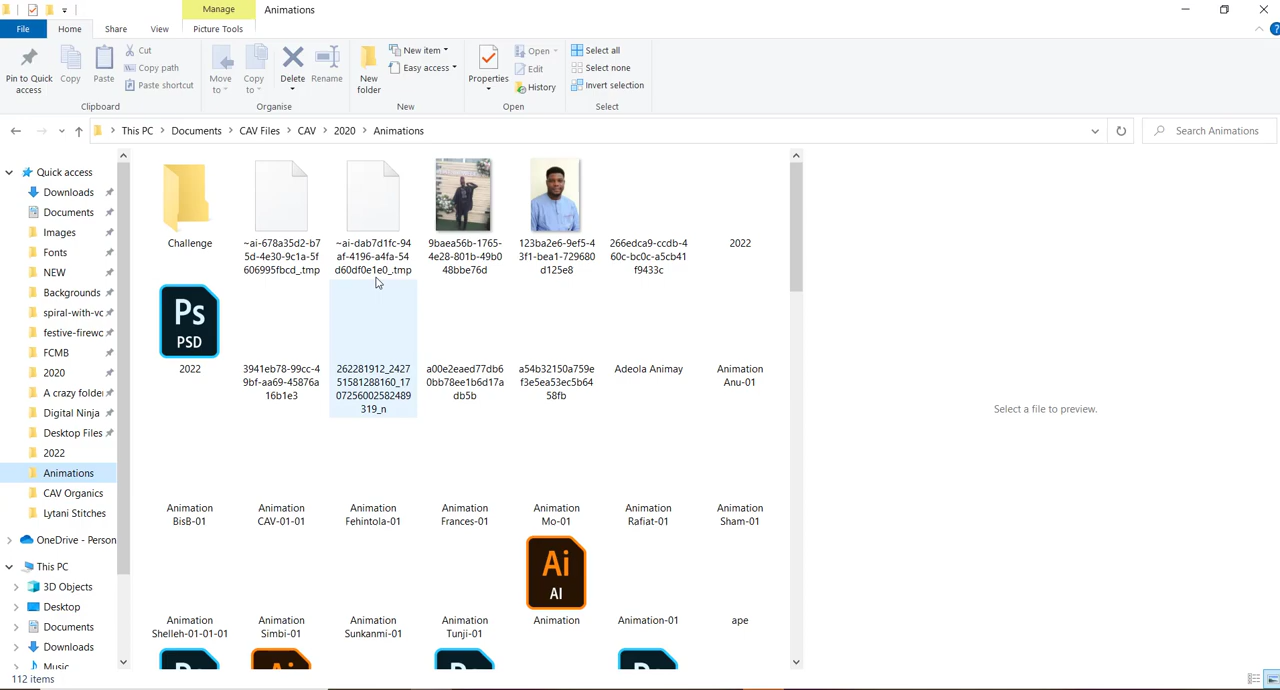 Manage
Animations
File
Home
Share
View
Picture Tools
Pin to Quick
access
Copy
Paste
Cut
Copy path
Paste shortcut
Clipboard
Move
to
Copy
to
Delete
Rename
Organise
New
folder
New item
Easy access
New
Properties
Open
Edit
History
Open
Select all
Select none
Invert selection
Select
This PC > Documents > CAV Files > CAV > 2020 > Animations
Search Animations
Quick access
Downloads
Documents
Images
Fonts
NEW
Backgrounds
spiral-with-vc
festive-firewc
FCMB
2020
A crazy folder
Digital Ninja
Desktop Files
2022
Animations
CAV Organics
Lytani Stitches
OneDrive - Person
This PC
3D Objects
Desktop
Documents
Downloads
Music
Challenge
~ai-678a35d2-b7
5d-4e30-9c1a-5f
606995fbcd_.tmp
~ai-dab7d1fc-94
af-4196-a4fa-54
d60df0e1e0_.tmp
9baea56b-1765-
4e28-801b-49b0
48bbe76d
123ba2e6-9ef5-4
3f1-bea1-729680
d125e8
266edca9-ccdb-4
60c-bc0c-a5cb41
f9433c
2022
Ps
PSD
2022
3941eb78-99cc-4
9bf-aa69-45876a
16b1e3
262281912_2427
51581288160_17
07256002582489
319_n
a00e2eaed77db6
0bb78ee1b6d17a
db5b
a54b32150a759e
f3e5ea53ec5b64
58fb
Adeola Animay
Animation
Anu-01
Animation
BisB-01
Animation
CAV-01-01
Animation
Fehintola-01
Animation
Frances-01
Animation
Mo-01
Animation
Rafiat-01
Animation
Sham-01
Animation
Shelleh-01-01-01
Animation
Simbi-01
Animation
Sunkanmi-01
Animation
Tunji-01
Ai
AI
Animation
Animation-01
ape
Select a file to preview.
112 items